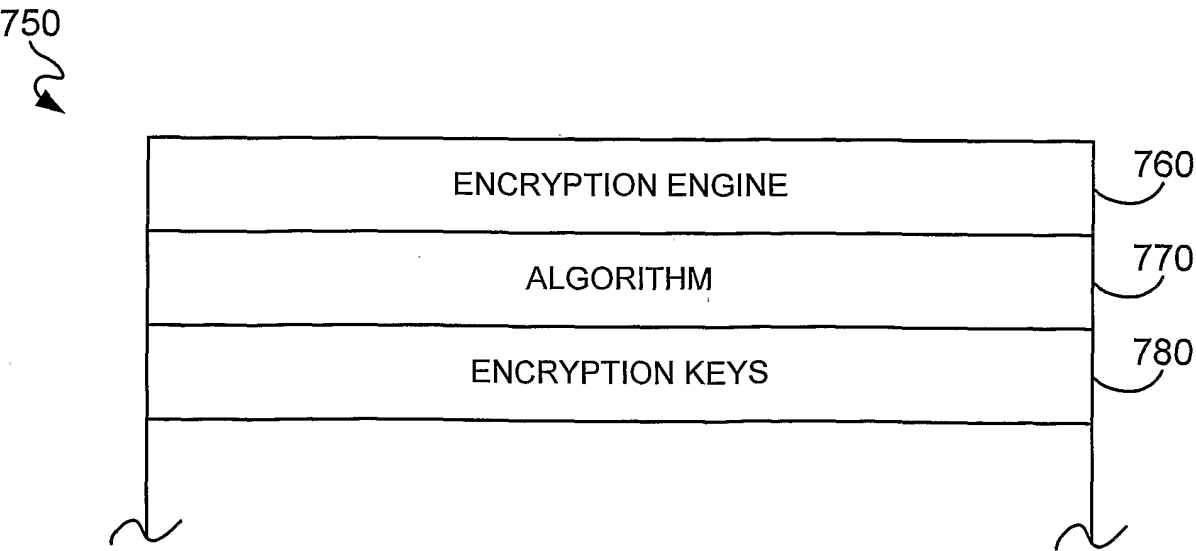 750
ENCRYPTION ENGINE
760
ALGORITHM
770
ENCRYPTION KEYS
780